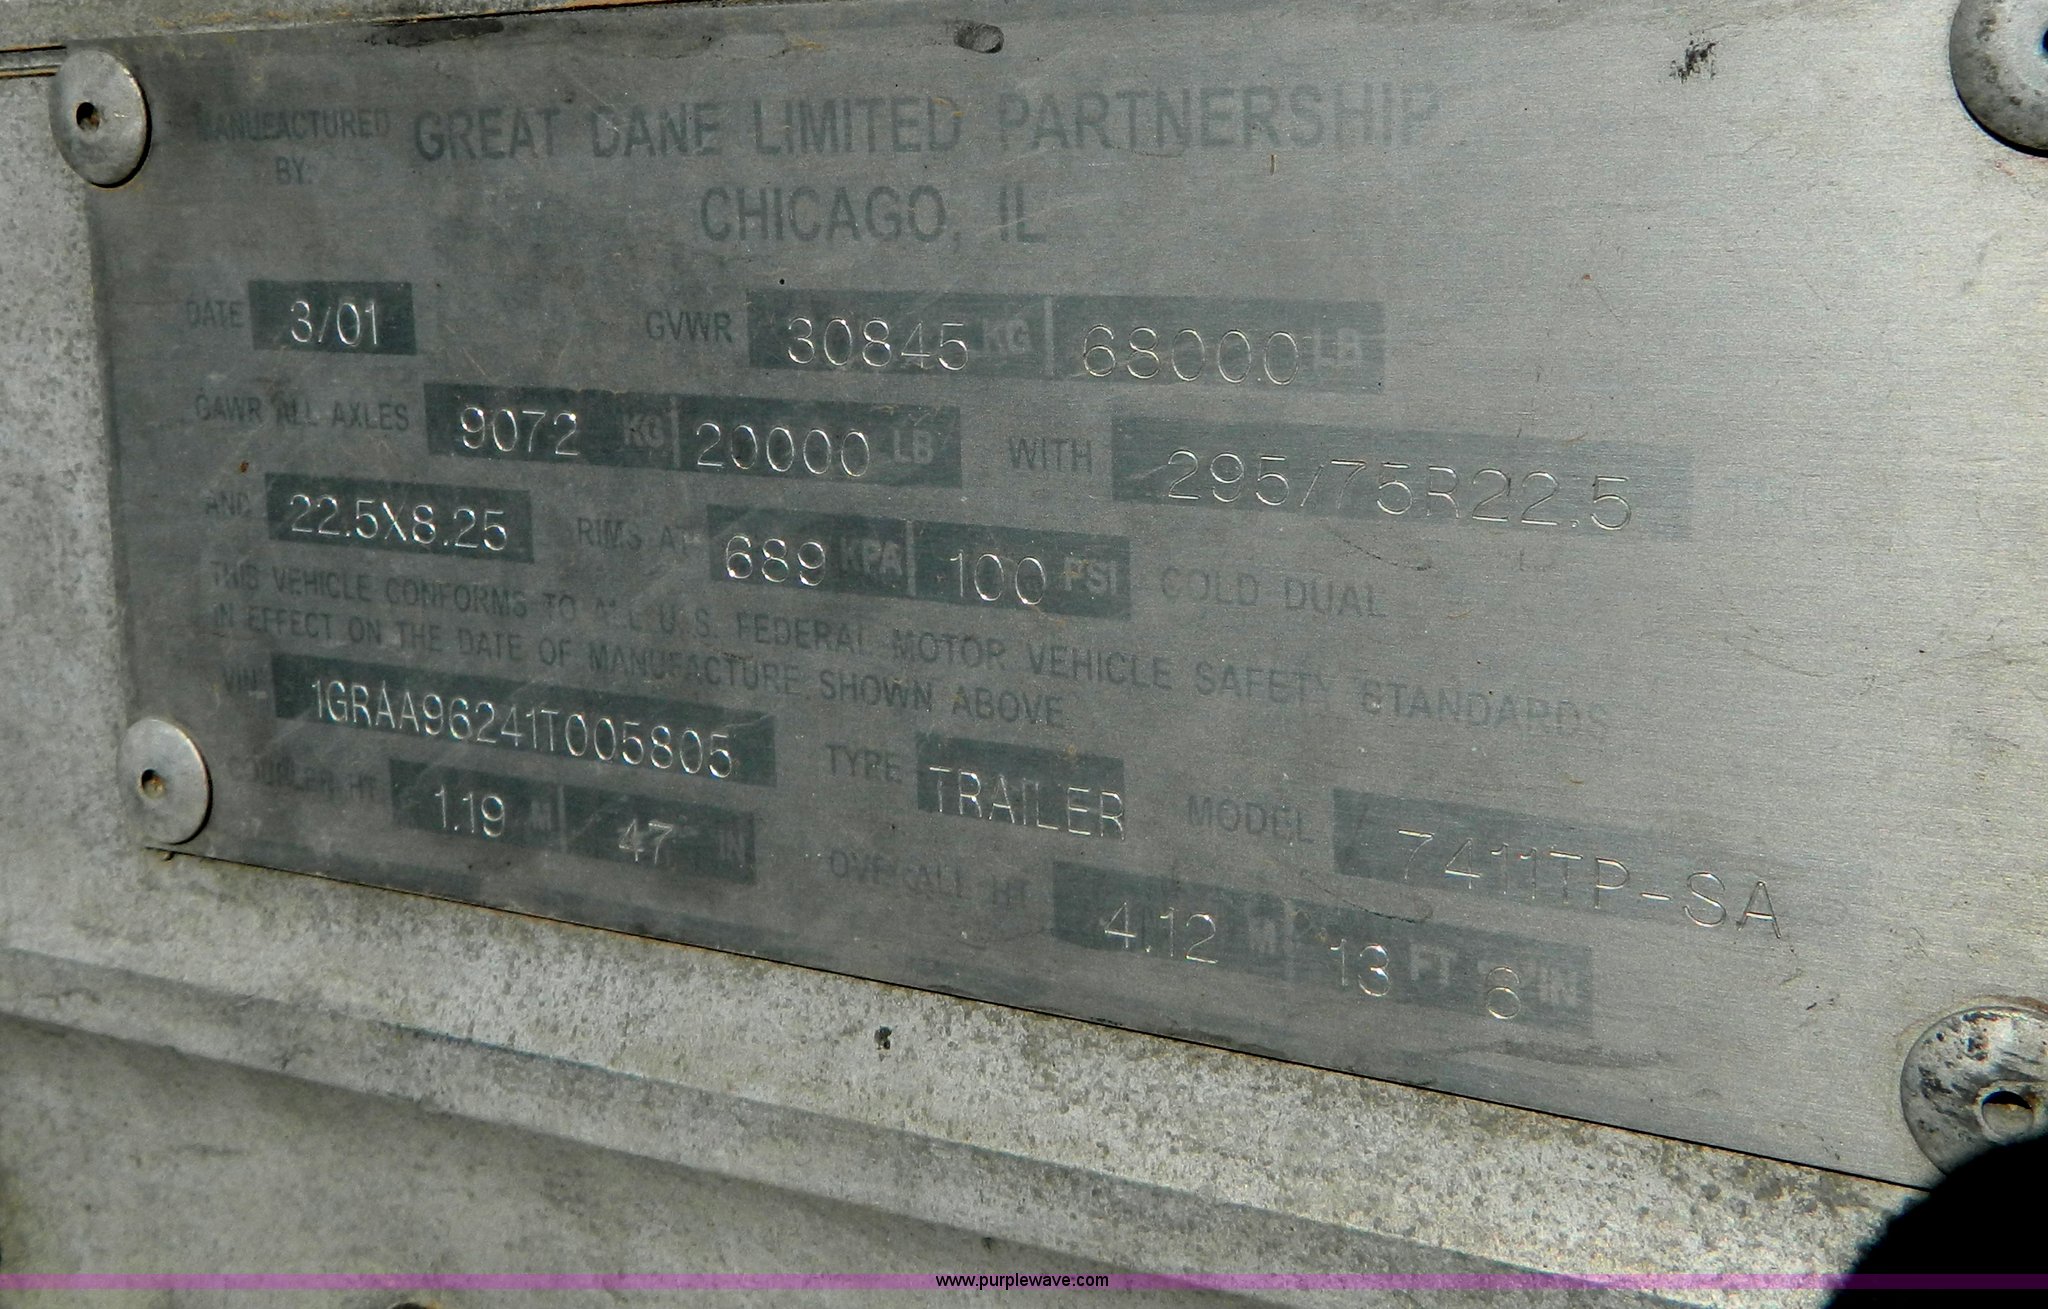 MANUFACTURED BY: GREAT DANE LIMITED PARTNERSHIP
CHICAGO, IL
DATE 3/01 GVWR 30845 KG 68000 LB
GAWR ALL AXLES 9072 KG 20000 LB WITH 295/75R22.5
AND 22.5X8.25 RIMS AT 689 KPA 100 PSI COLD DUAL
THIS VEHICLE CONFORMS TO ALL U.S. FEDERAL MOTOR VEHICLE SAFETY STANDARDS
IN EFFECT ON THE DATE OF MANUFACTURE SHOWN ABOVE
VIN 1GRAA96241T005805 TYPE TRAILER MODEL 7411TP-SA
COUPLER HT 1.19 M 47 IN OVERALL HT 4.12 M 13 FT 6 IN
www.purplewave.com